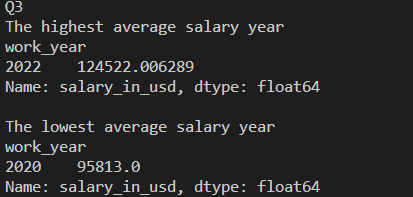 Q3
The highest average salary year
work_year
2022    124522.006289
Name: salary_in_usd, dtype: float64

The lowest average salary year
work_year
2020    95813.0
Name: salary_in_usd, dtype: float64